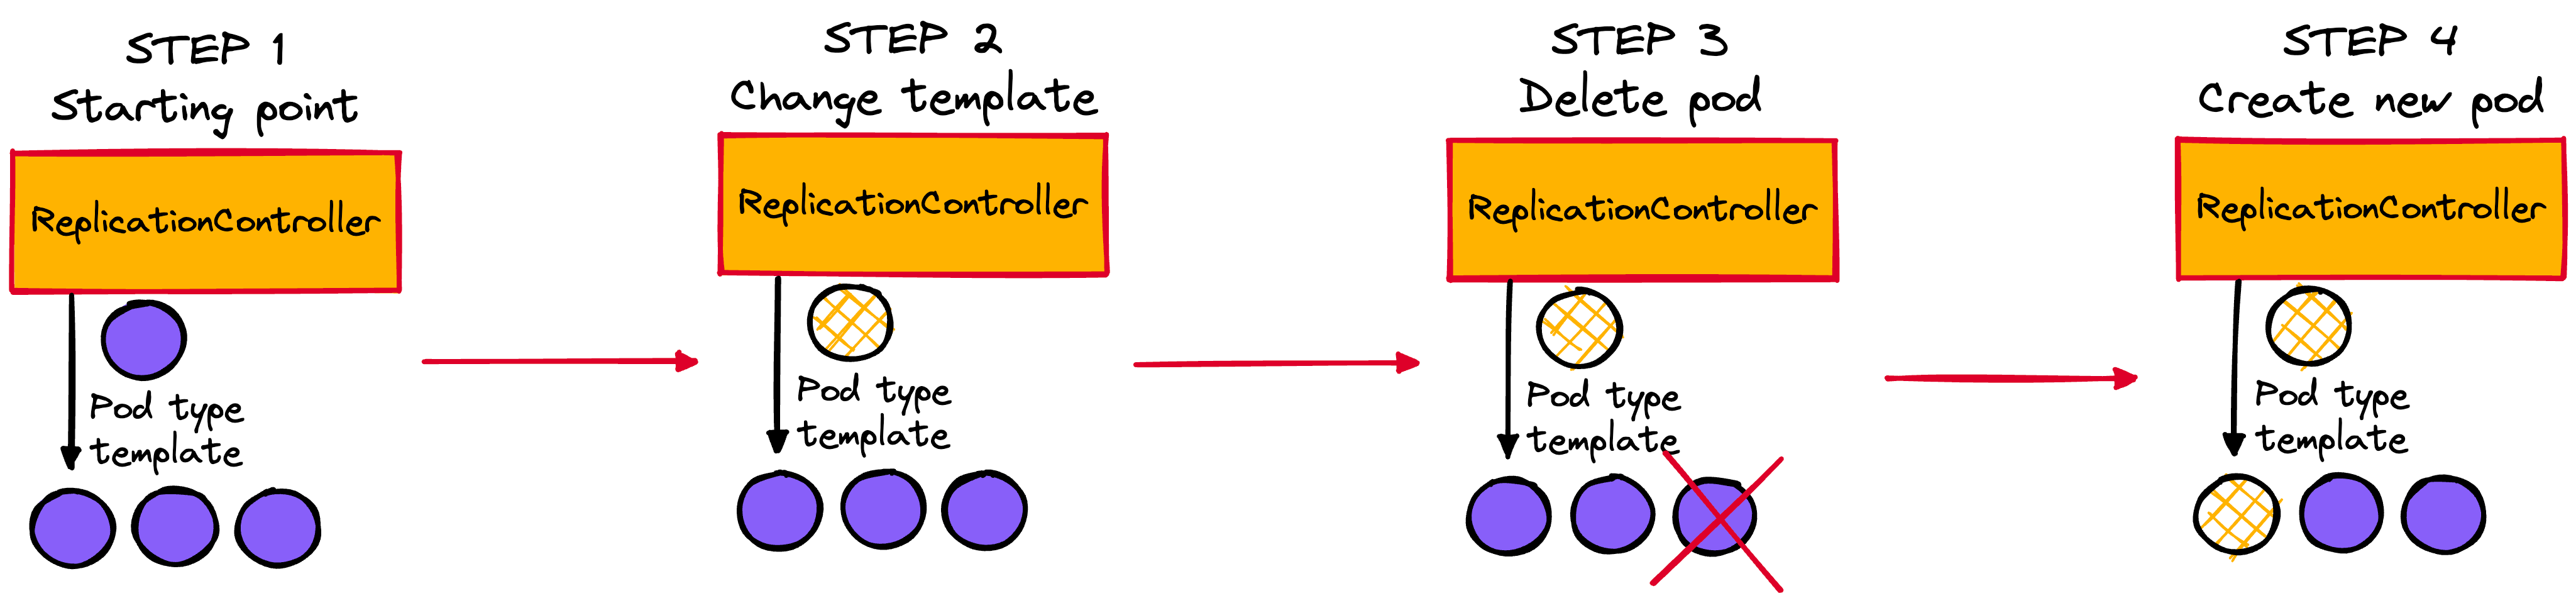 STEP 1
Starting point
ReplicationController
Pod type
template
STEP 2
Change template
ReplicationController
Pod type
template
STEP 3
Delete pod
ReplicationController
Pod type
template
STEP 4
Create new pod
ReplicationController
Pod type
template